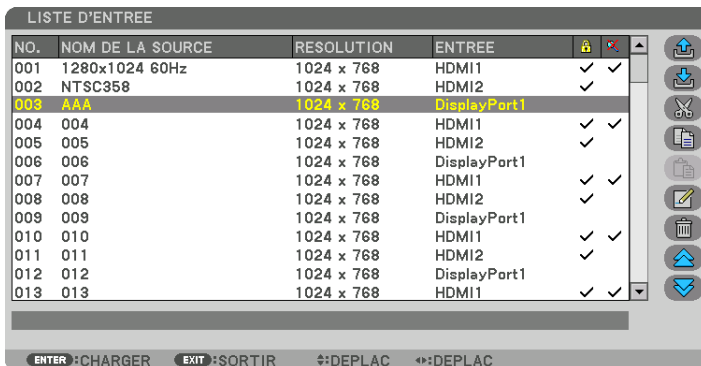 LISTE D'ENTREE
NO. NOM DE LA SOURCE RESOLUTION ENTREE
001 1280x1024 60Hz 1024 x 768 HDMI1 ✓ ✓
002 NTSC358 1024 x 768 HDMI2 ✓
003 AAA 1024 x 768 DisplayPort1
004 004 1024 x 768 HDMI1 ✓ ✓
005 005 1024 x 768 HDMI2 ✓
006 006 1024 x 768 DisplayPort1
007 007 1024 x 768 HDMI1 ✓ ✓
008 008 1024 x 768 HDMI2 ✓
009 009 1024 x 768 DisplayPort1
010 010 1024 x 768 HDMI1 ✓ ✓
011 011 1024 x 768 HDMI2 ✓
012 012 1024 x 768 DisplayPort1
013 013 1024 x 768 HDMI1 ✓ ✓
ENTER :CHARGER EXIT :SORTIR :DEPLAC :DEPLAC